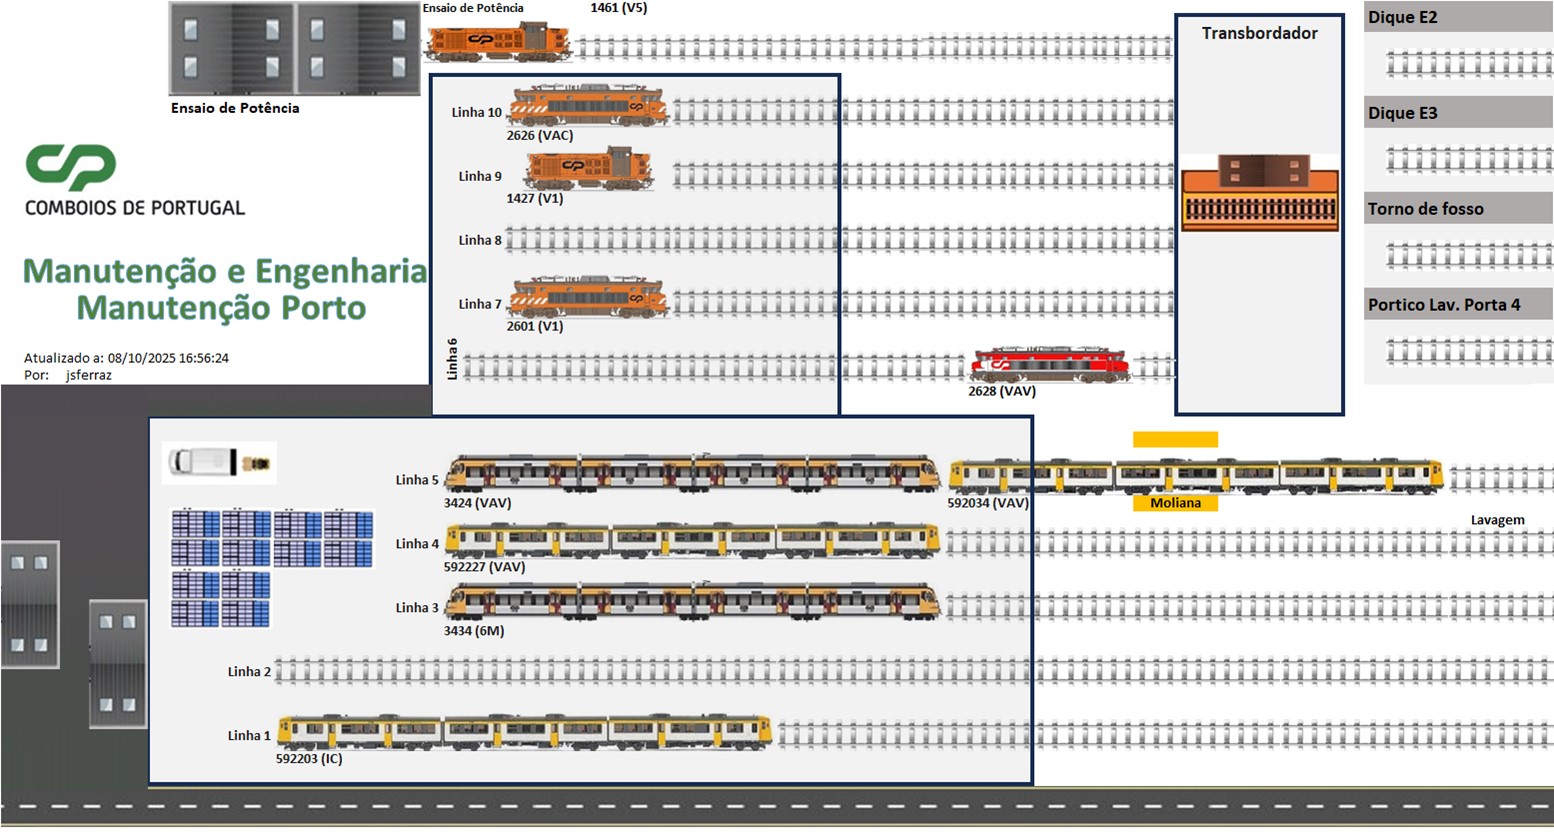 Ensaio de Potência
1461 (V5)
Ensaio de Potência
CP
COMBOIOS DE PORTUGAL
Manutenção e Engenharia
Manutenção Porto
Atualizado a: 08/10/2025 16:56:24
Por: jsferraz
Linha 10
2626 (VAC)
Linha 9
1427 (V1)
Linha 8
Linha 7
2601 (V1)
Linha 6
2628 (VAV)
Transbordador
Dique E2
Dique E3
Torno de fosso
Portico Lav. Porta 4
Linha 5
3424 (VAV)
592034 (VAV)
Moliana
Lavagem
Linha 4
592227 (VAV)
Linha 3
3434 (6M)
Linha 2
Linha 1
592203 (IC)